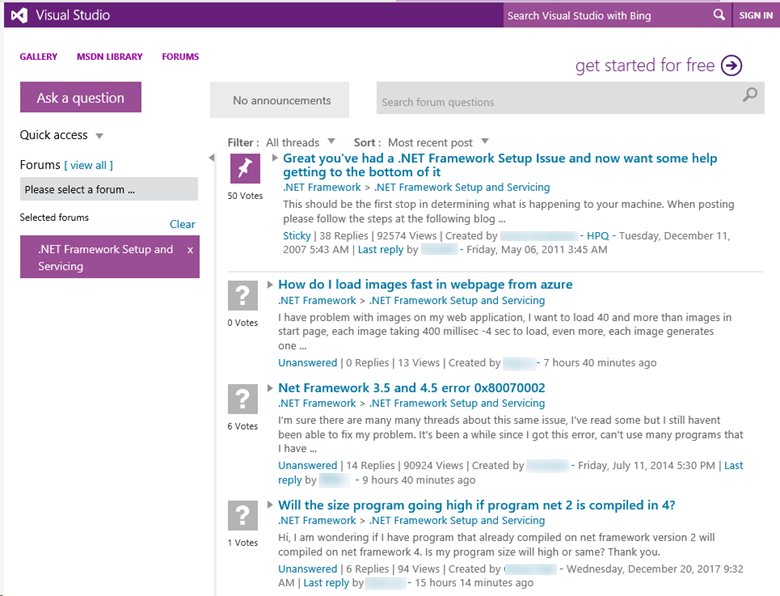 Visual Studio
Search Visual Studio with Bing
SIGN IN
GALLERY MSDN LIBRARY FORUMS
get started for free
Ask a question
No announcements
Search forum questions
Quick access
Forums [ view all ]
Please select a forum ...
Selected forums
Clear
.NET Framework Setup and x
Servicing
Filter : All threads Sort : Most recent post
50 Votes
Great you've had a .NET Framework Setup Issue and now want some help
getting to the bottom of it
.NET Framework > .NET Framework Setup and Servicing
This should be the first stop in determining what is happening to your machine. When posting
please follow the steps at the following blog ...
Sticky | 38 Replies | 92574 Views | Created by - HPQ - Tuesday, December 11,
2007 5:43 AM | Last reply by - Friday, May 06, 2011 3:45 AM
?
0 Votes
How do I load images fast in webpage from azure
.NET Framework > .NET Framework Setup and Servicing
I have problem with images on my web application, I want to load 40 and more than images in
start page, each image taking 400 millisec -4 sec to load, even more, each image generates
one ...
Unanswered | 0 Replies | 13 Views | Created by - 7 hours 40 minutes ago
?
6 Votes
Net Framework 3.5 and 4.5 error 0x80070002
.NET Framework > .NET Framework Setup and Servicing
I'm sure there are many many threads about this same issue, I've read some but I still havent
been able to fix my problem. It's been a while since I got this error, can't use many programs that
I have ...
Unanswered | 14 Replies | 90924 Views | Created by - Friday, July 11, 2014 5:30 PM | Last
reply by - 9 hours 40 minutes ago
?
1 Votes
Will the size program going high if program net 2 is compiled in 4?
.NET Framework > .NET Framework Setup and Servicing
Hi, I am wondering if I have program that already compiled on net framework version 2 will
compiled on net framework 4. Is my program size will high or same? Thank you.
Unanswered | 6 Replies | 94 Views | Created by - Wednesday, December 20, 2017 9:32
AM | Last reply by - 15 hours 14 minutes ago